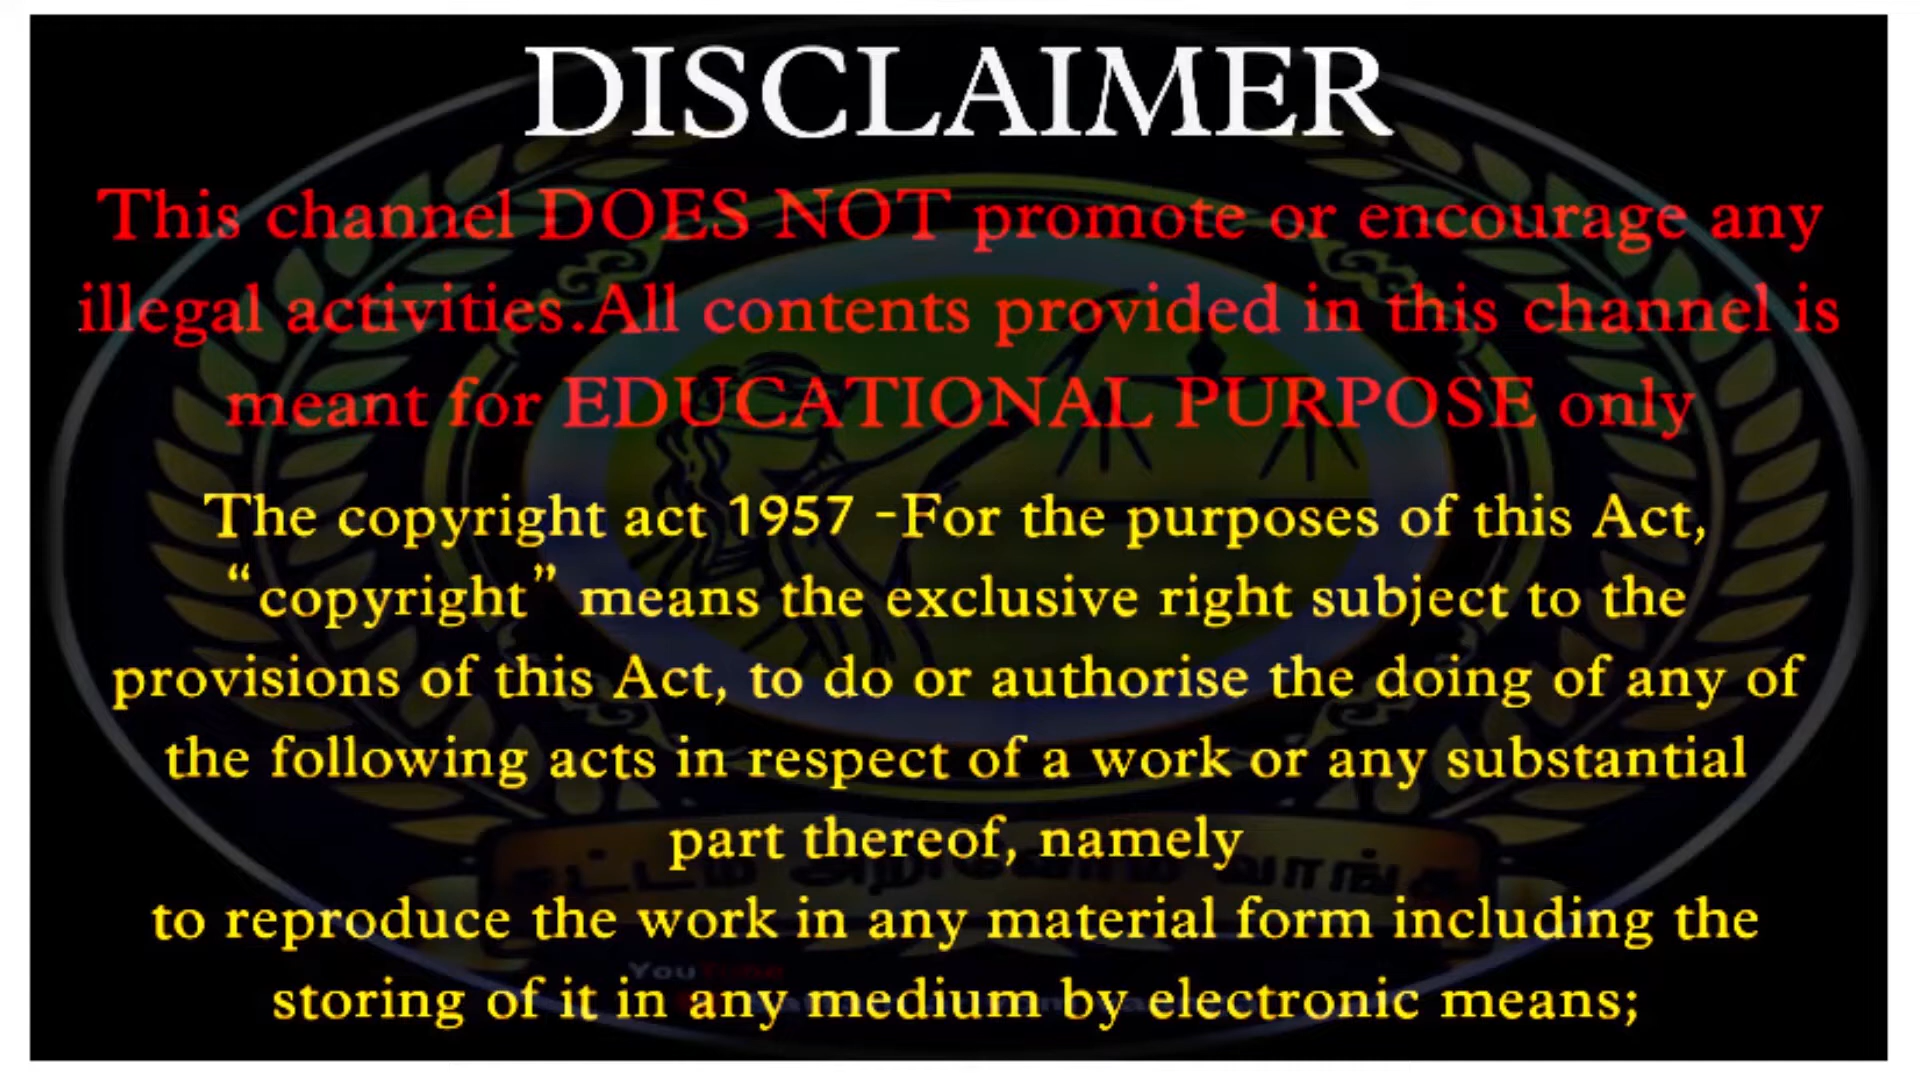 DISCLAIMER
This channel DOES NOT promote or encourage any
illegal activities.All contents provided in this channel is
meant for EDUCATIONAL PURPOSE only
The copyright act 1957 -For the purposes of this Act,
“copyright” means the exclusive right subject to the
provisions of this Act, to do or authorise the doing of any of
the following acts in respect of a work or any substantial
part thereof, namely
சட்டம் அறிவோம் வாங்க
to reproduce the work in any material form including the
YouTube
storing of it in any medium by electronic means;